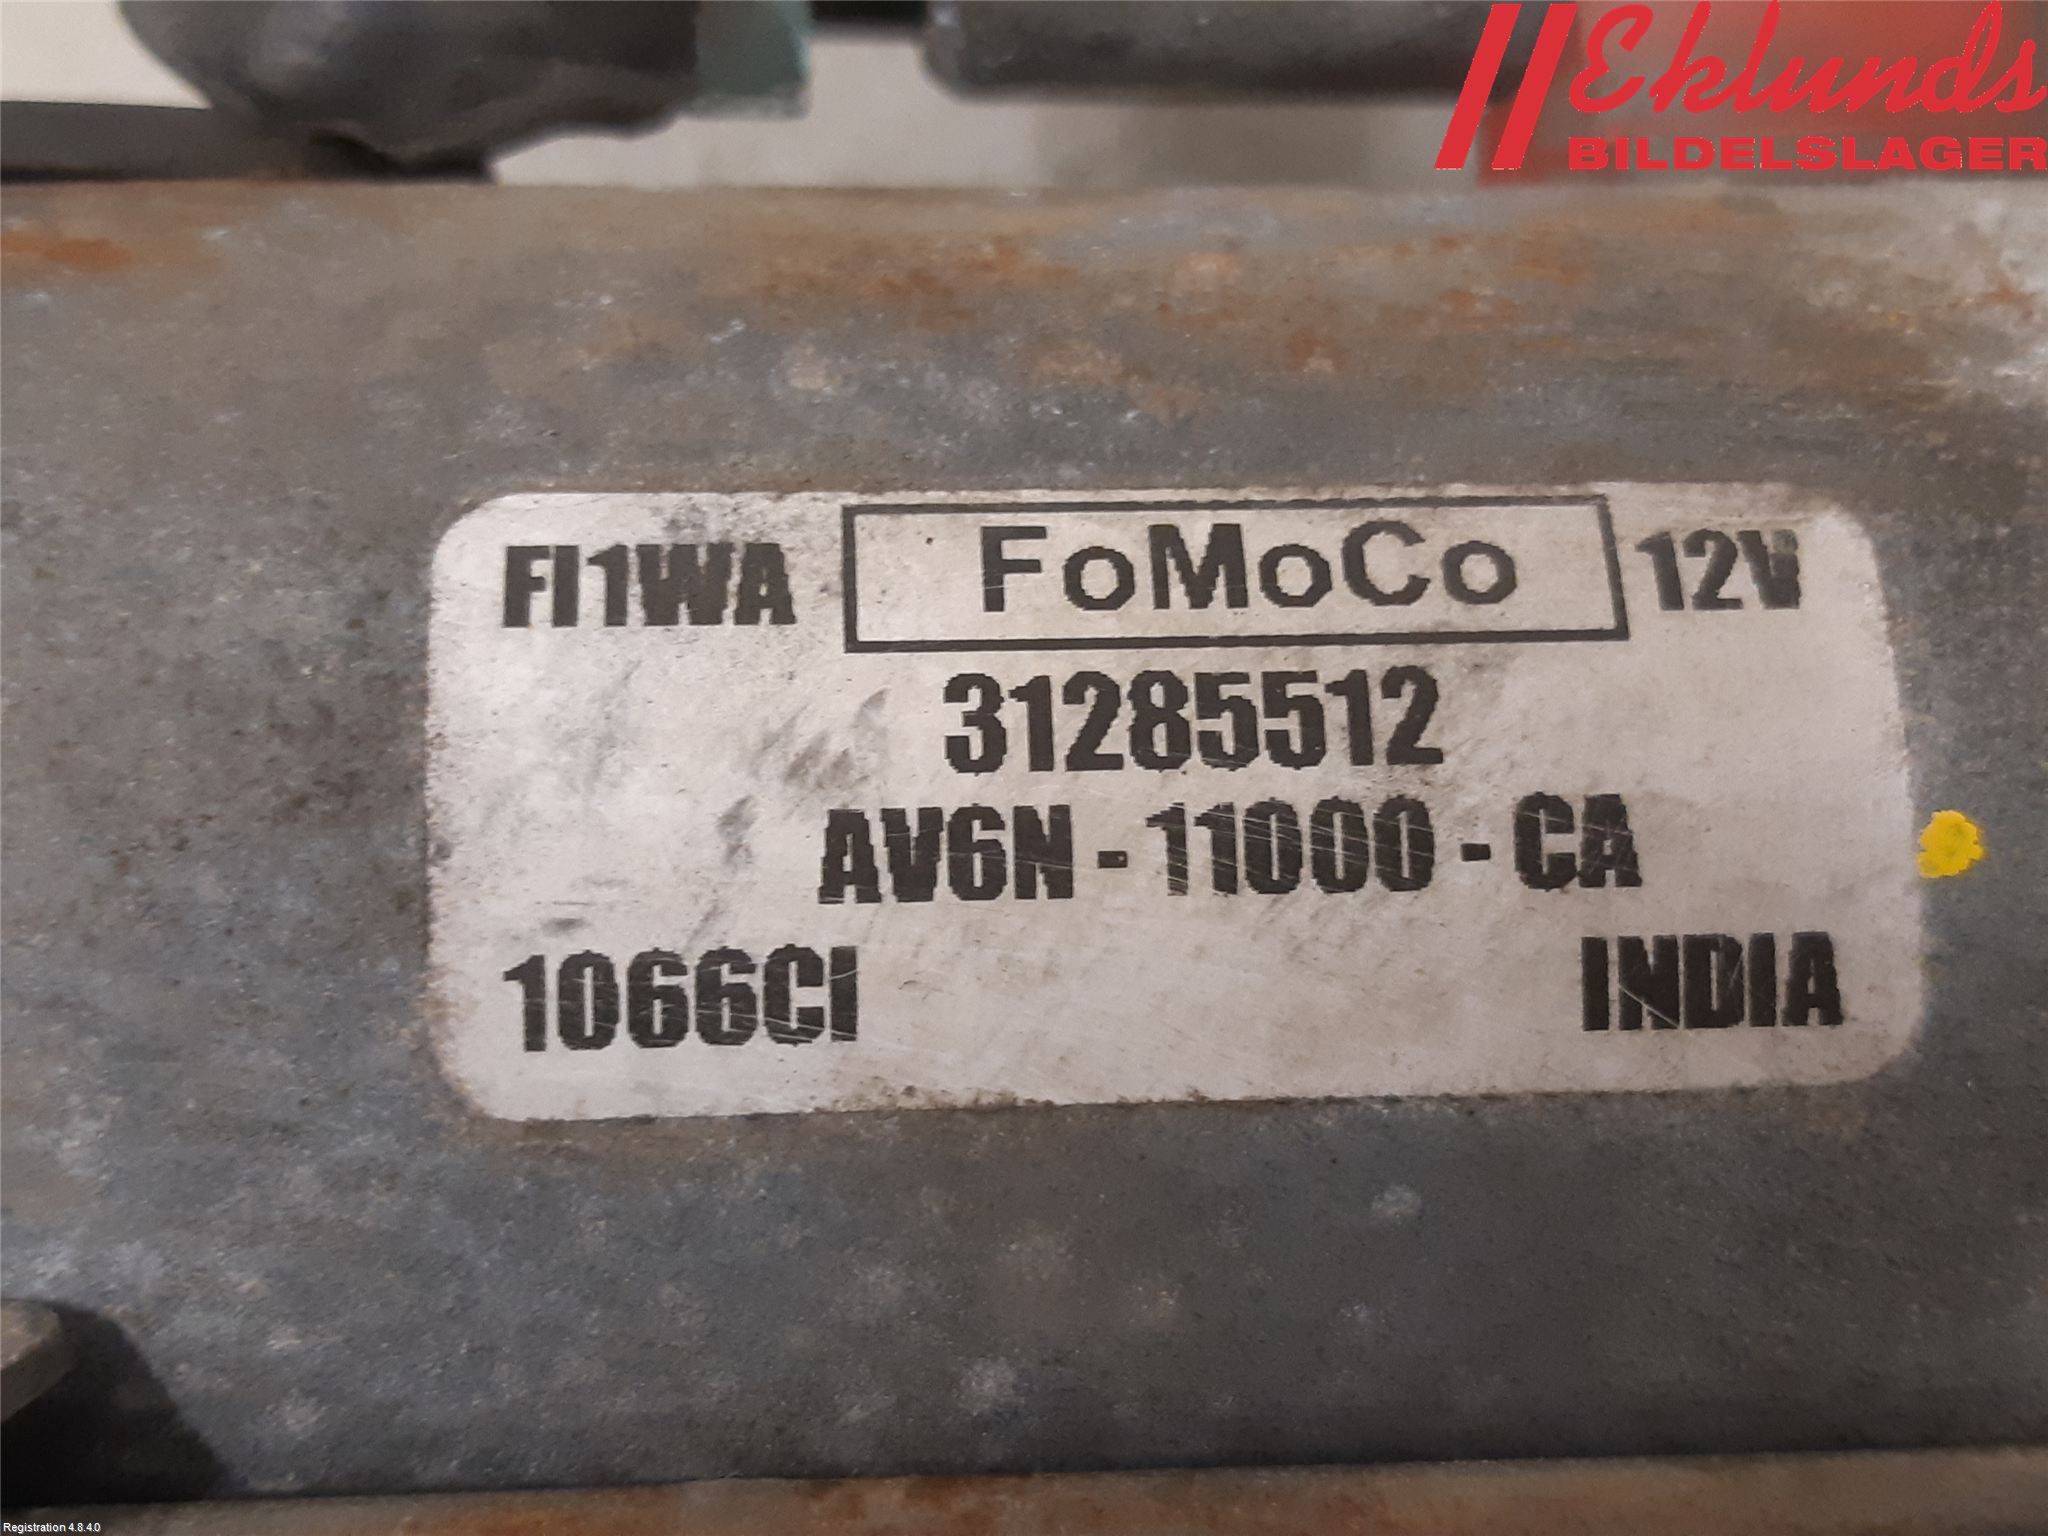 Eklunds
BILDELSLAGER
FI1WA FoMoCo 12V
31285512
AV6N - 11000 - CA
1066CI INDIA
Registration 4.8.4.0